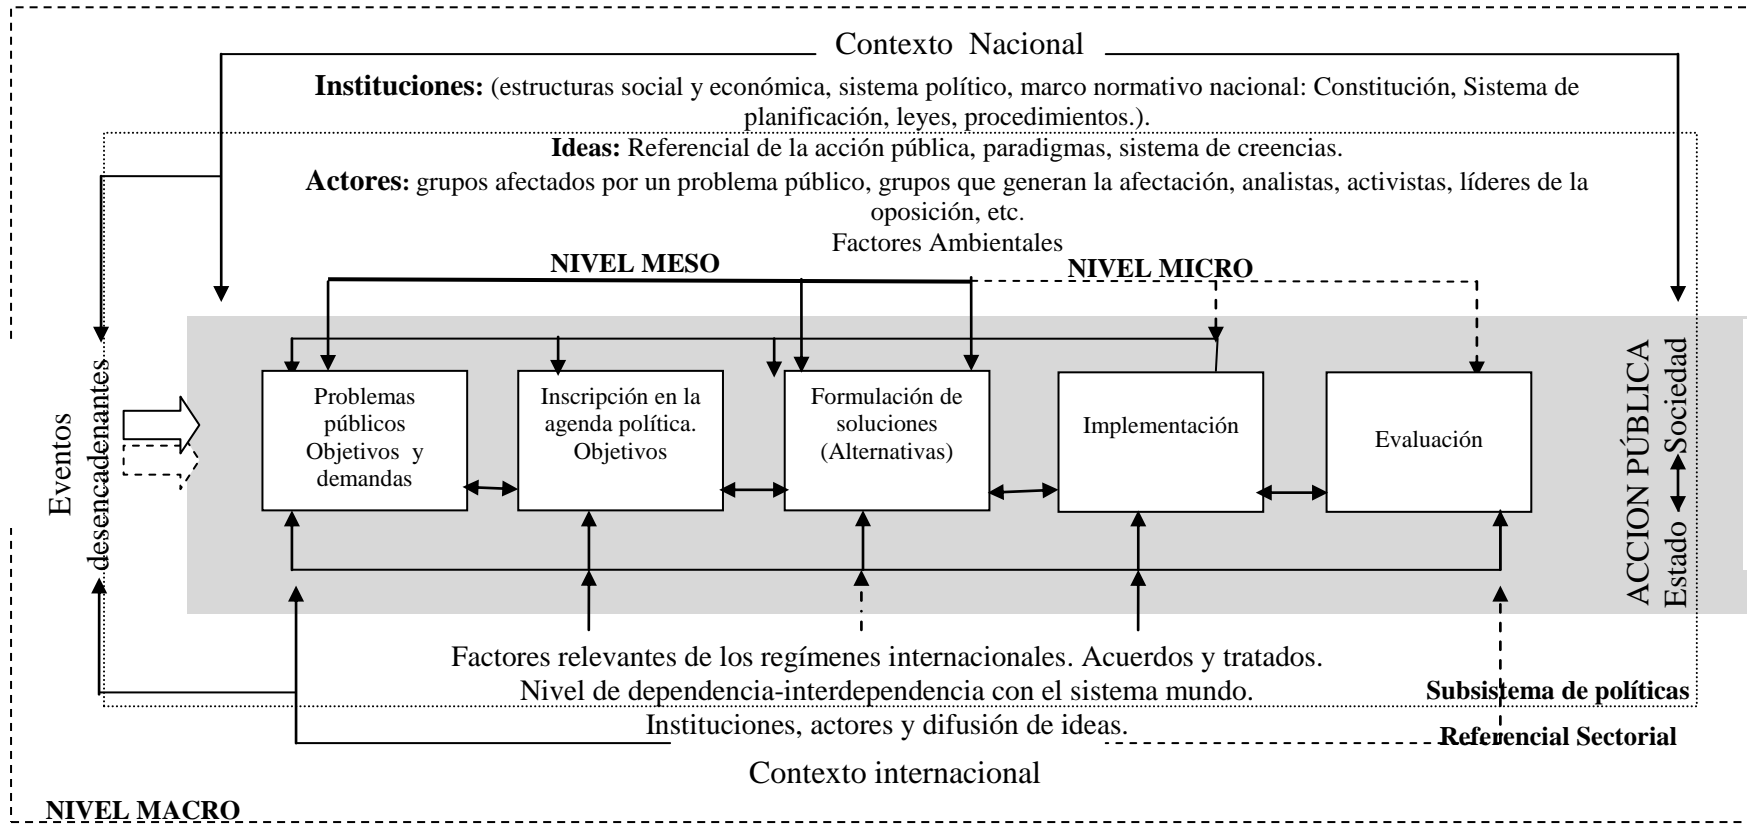 Contexto Nacional
Instituciones: (estructuras social y económica, sistema político, marco normativo nacional: Constitución, Sistema de
planificación, leyes, procedimientos.).
Ideas: Referencial de la acción pública, paradigmas, sistema de creencias.
Actores: grupos afectados por un problema público, grupos que generan la afectación, analistas, activistas, líderes de la
oposición, etc.
Factores Ambientales
NIVEL MESO
NIVEL MICRO
Eventos
desencadenantes
Problemas
públicos
Objetivos y
demandas
Inscripción en la
agenda política.
Objetivos
Formulación de
soluciones
(Alternativas)
Implementación
Evaluación
ACCION PÚBLICA
Estado Sociedad
Factores relevantes de los regímenes internacionales. Acuerdos y tratados.
Nivel de dependencia-interdependencia con el sistema mundo.
Instituciones, actores y difusión de ideas.
Subsistema de políticas
Referencial Sectorial
Contexto internacional
NIVEL MACRO